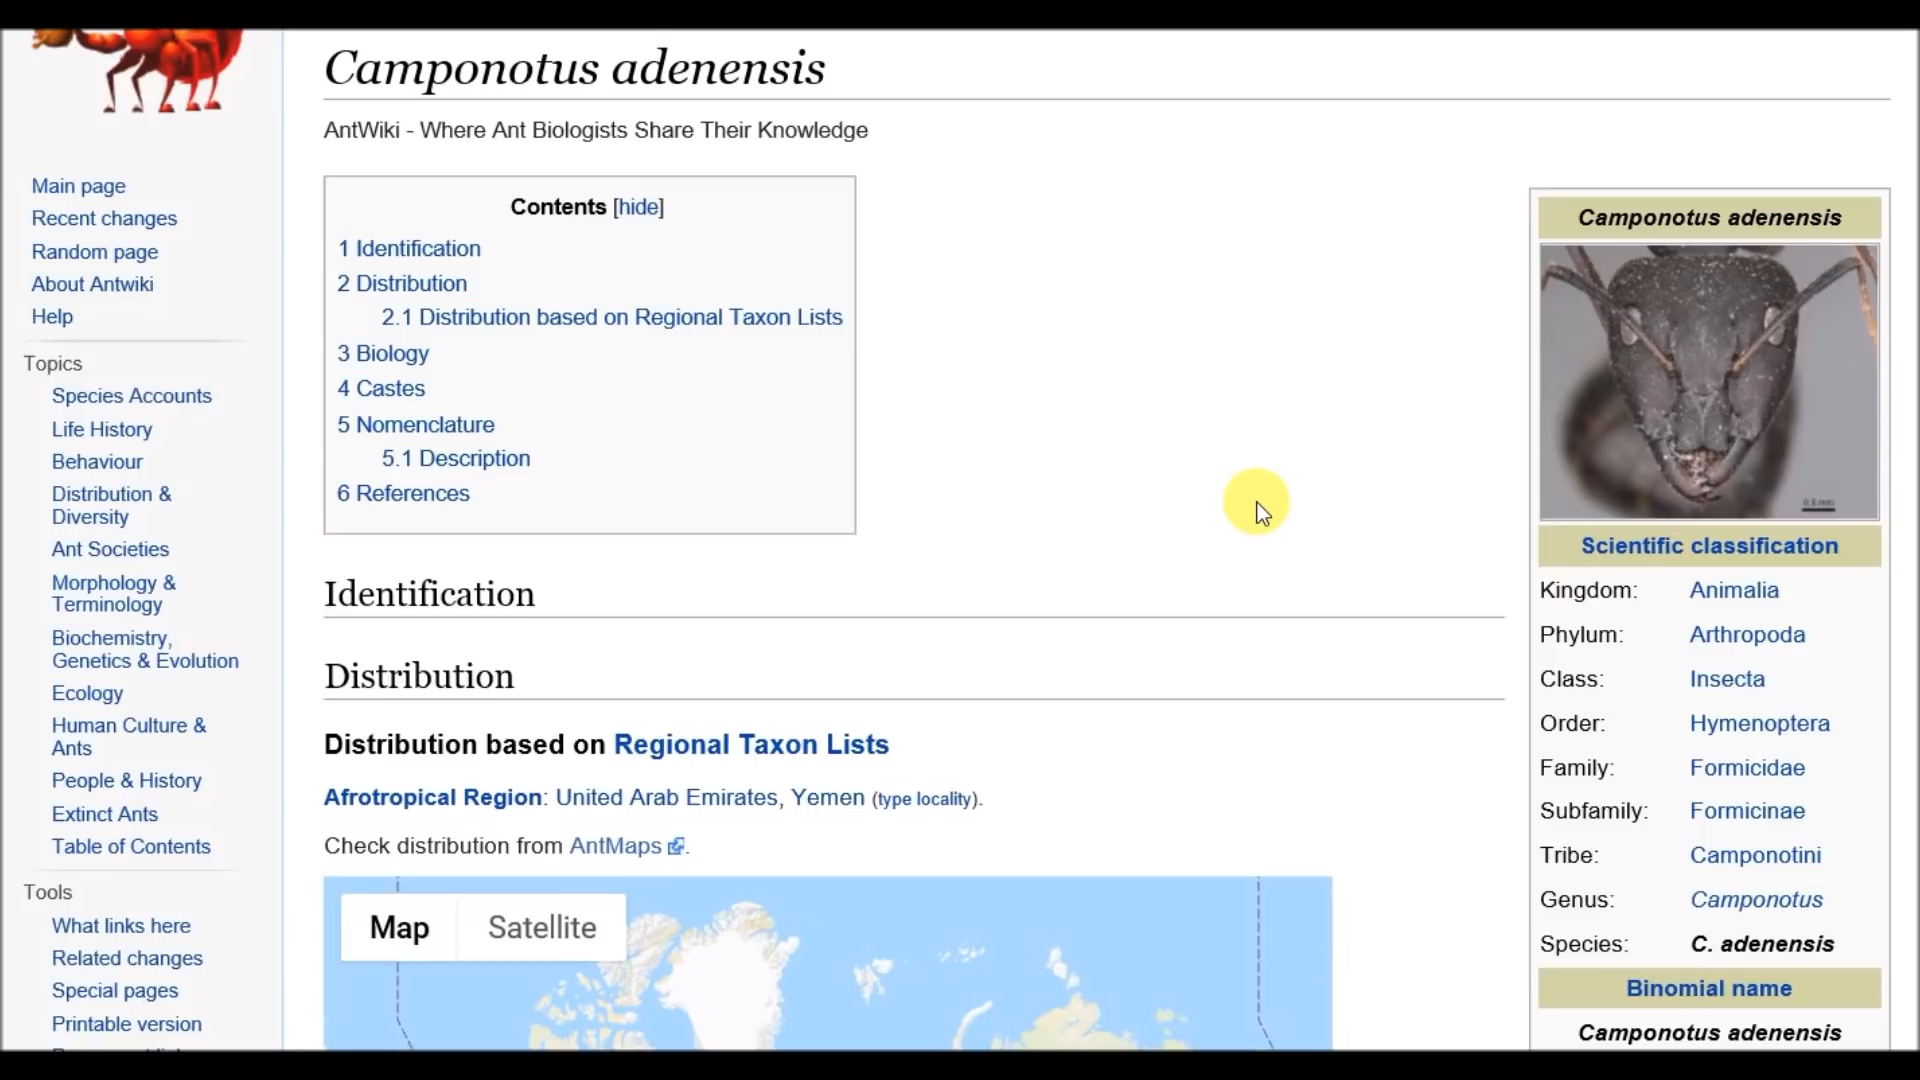 Camponotus adenensis
AntWiki - Where Ant Biologists Share Their Knowledge
Main page
Recent changes
Random page
About Antwiki
Help
Topics
Species Accounts
Life History
Behaviour
Distribution &
Diversity
Ant Societies
Morphology &
Terminology
Biochemistry,
Genetics & Evolution
Ecology
Human Culture &
Ants
People & History
Extinct Ants
Table of Contents
Tools
What links here
Related changes
Special pages
Printable version
Contents [hide]
1 Identification
2 Distribution
2.1 Distribution based on Regional Taxon Lists
3 Biology
4 Castes
5 Nomenclature
5.1 Description
6 References
Identification
Distribution
Distribution based on Regional Taxon Lists
Afrotropical Region: United Arab Emirates, Yemen (type locality).
Check distribution from AntMaps.
Map Satellite
Camponotus adenensis
Scientific classification
Kingdom: Animalia
Phylum: Arthropoda
Class: Insecta
Order: Hymenoptera
Family: Formicidae
Subfamily: Formicinae
Tribe: Camponotini
Genus: Camponotus
Species: C. adenensis
Binomial name
Camponotus adenensis